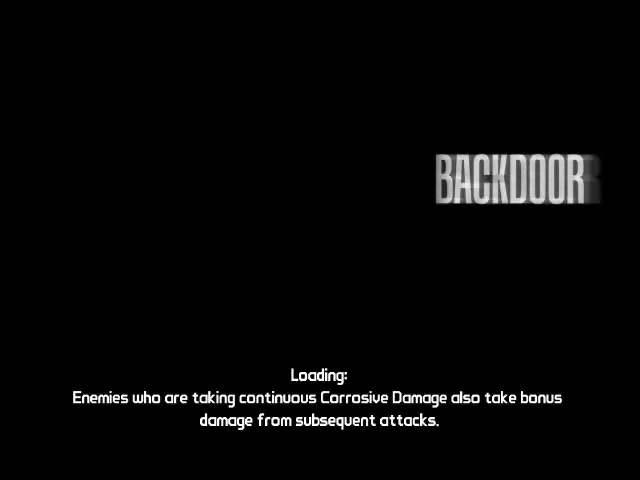 BACKDOOR
Loading:
Enemies who are taking continuous Corrosive Damage also take bonus
damage from subsequent attacks.